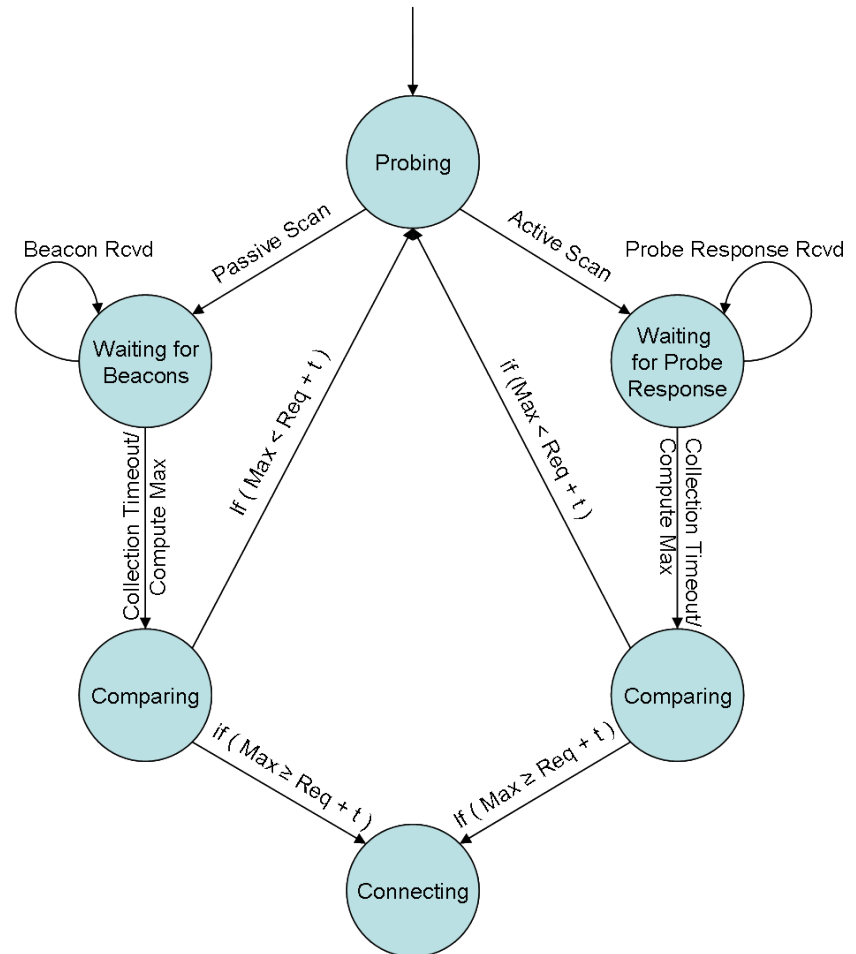 Probing
Passive Scan
Active Scan
Beacon Rcvd
Probe Response Rcvd
Waiting for
Beacons
Waiting
for Probe
Response
If ( Max < Req + t )
if (Max < Req + t )
Collection Timeout/
Compute Max
Collection Timeout/
Compute Max
Comparing
Comparing
if ( Max ≥ Req + t )
If ( Max ≥ Req + t )
Connecting